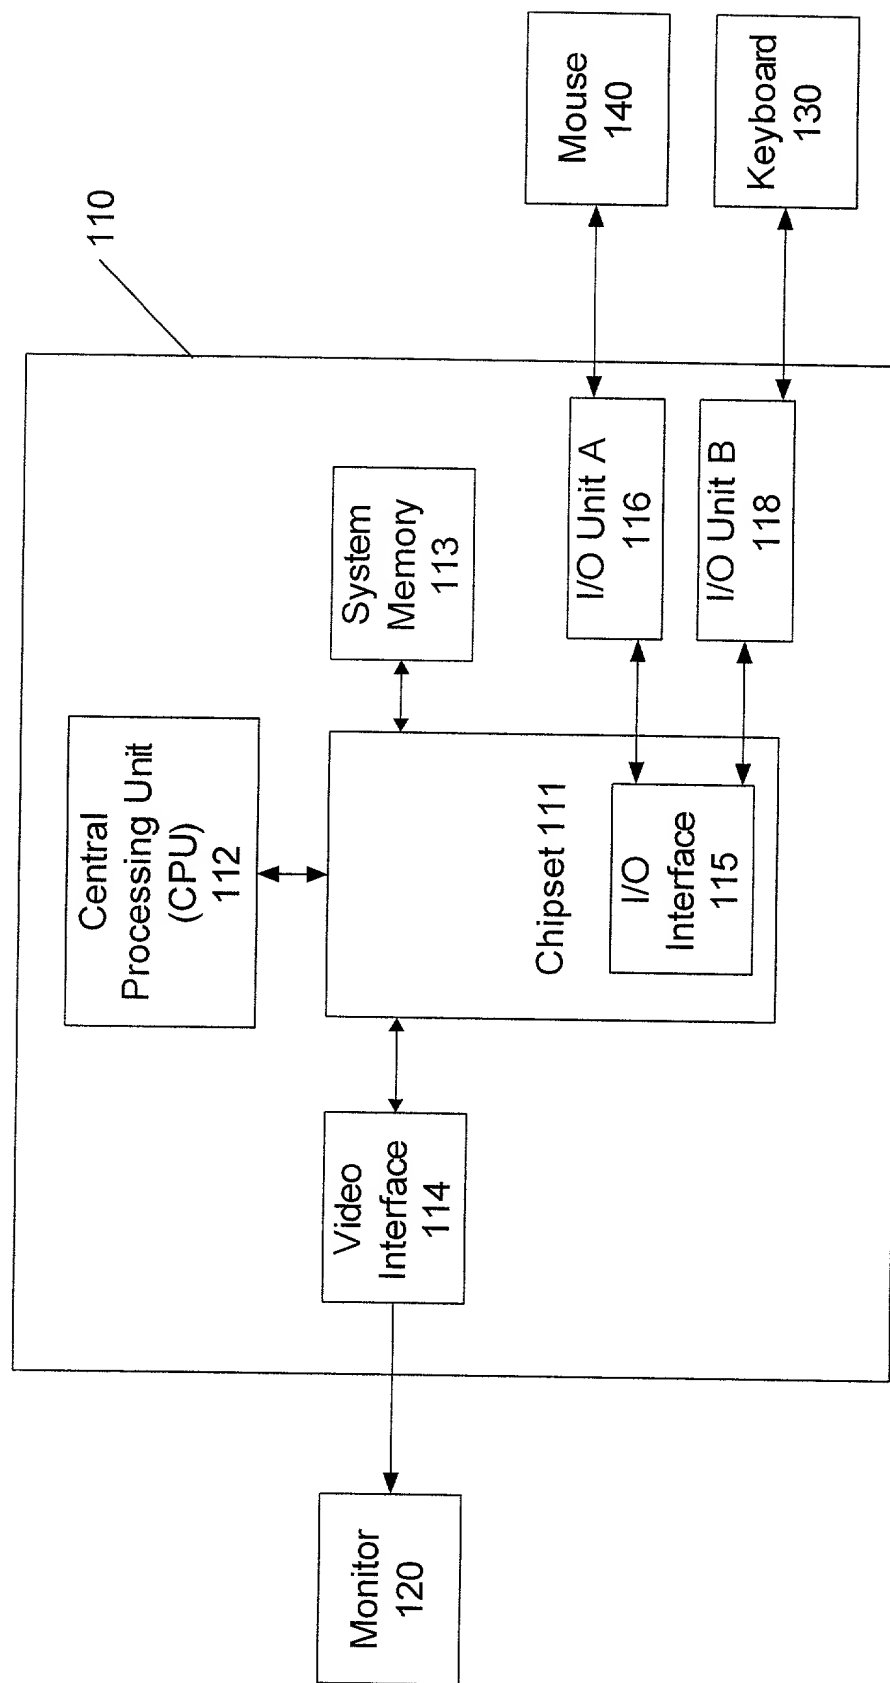 110
Central
Processing Unit
(CPU)
112
Monitor
120
Video
Interface
114
System
Memory
113
Chipset 111
I/O
Interface
115
I/O Unit A
116
I/O Unit B
118
Mouse
140
Keyboard
130